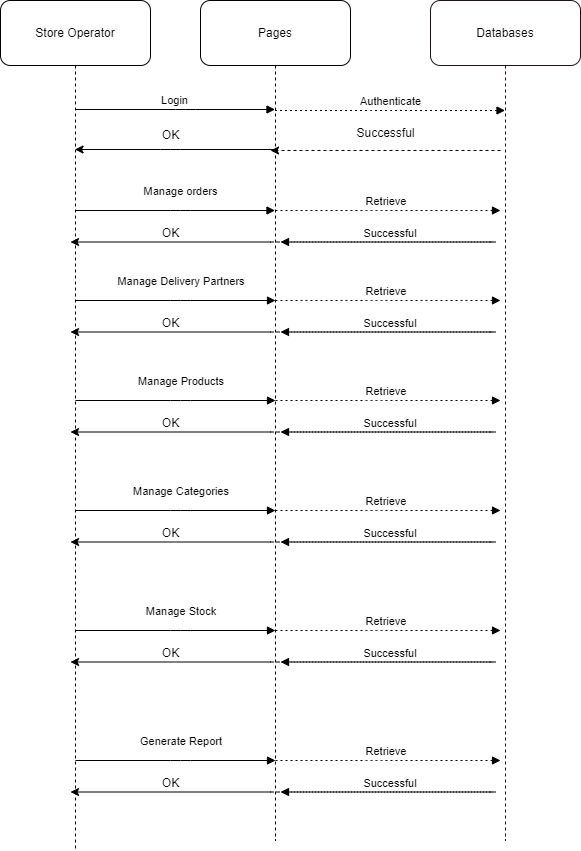 Store Operator
Pages
Databases
Login
Authenticate
OK
Successful
Manage orders
Retrieve
OK
Successful
Manage Delivery Partners
Retrieve
OK
Successful
Manage Products
Retrieve
OK
Successful
Manage Categories
Retrieve
OK
Successful
Manage Stock
Retrieve
OK
Successful
Generate Report
Retrieve
OK
Successful